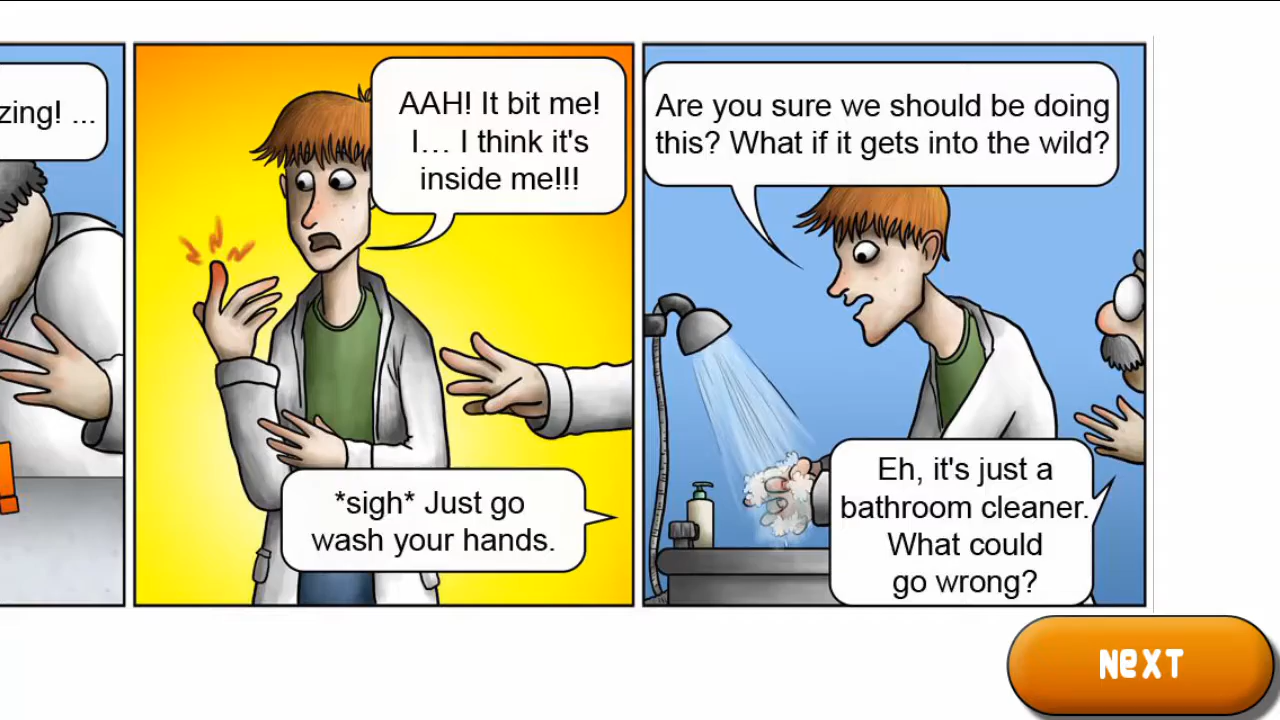 zing! ...
AAH! It bit me!
I... I think it's
inside me!!!
*sigh* Just go
wash your hands.
Are you sure we should be doing
this? What if it gets into the wild?
Eh, it's just a
bathroom cleaner.
What could
go wrong?
NEXT